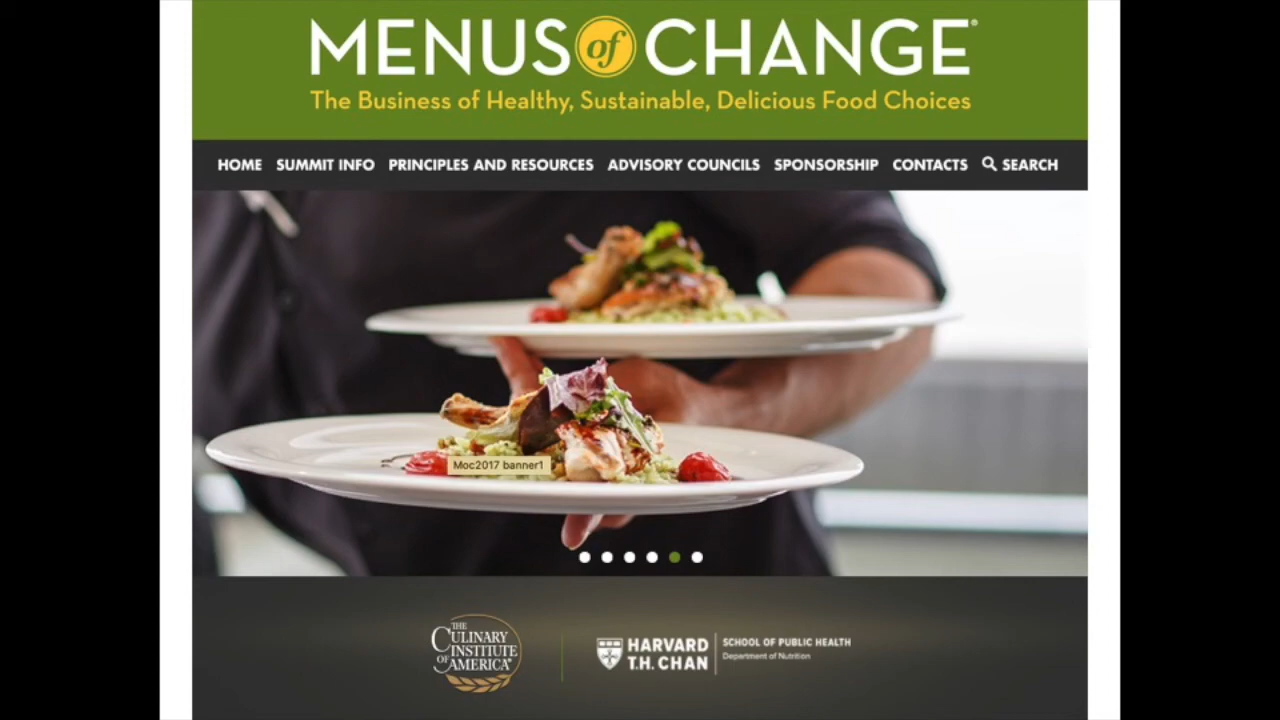 MENUS of CHANGE®
The Business of Healthy, Sustainable, Delicious Food Choices
HOME SUMMIT INFO PRINCIPLES AND RESOURCES ADVISORY COUNCILS SPONSORSHIP CONTACTS SEARCH
Moc2017 banner1
THE
CULINARY
INSTITUTE
OF AMERICA®
HARVARD
T.H. CHAN
SCHOOL OF PUBLIC HEALTH
Department of Nutrition